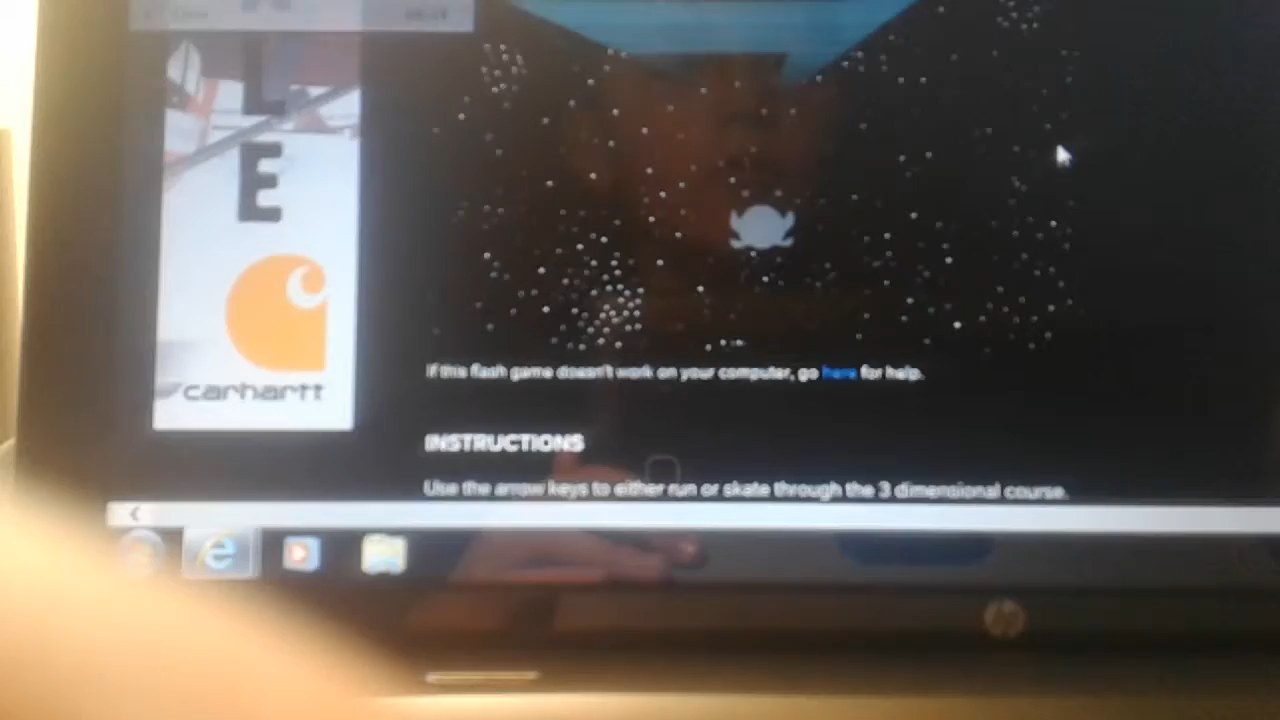 L
E
carhartt
If this flash game doesn't work on your computer, go here for help.
INSTRUCTIONS
Use the arrow keys to either run or skate through the 3 dimensional course.
hp